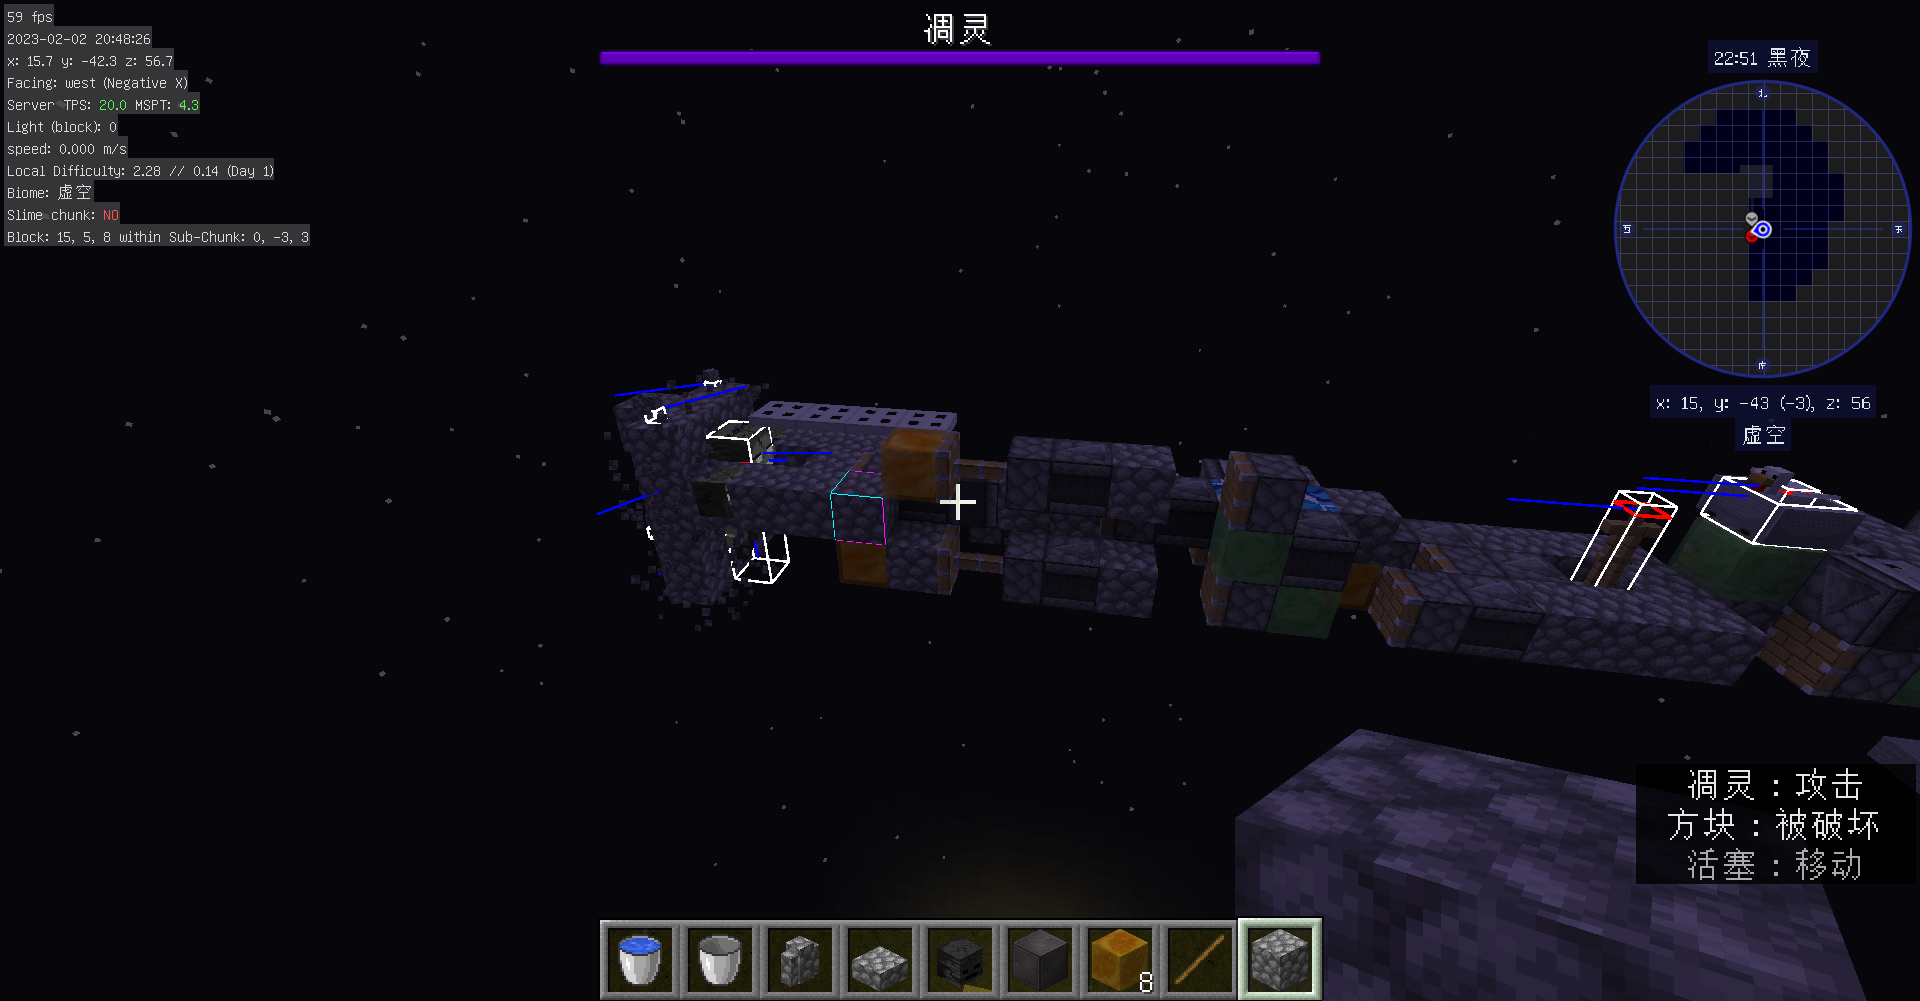 59 fps
2023-02-02 20:48:26
x: 15.7 y: -42.3 z: 56.7
Facing: west (Negative X)
Server TPS: 20.0 MSPT: 4.3
Light (block): 0
speed: 0.000 m/s
Local Difficulty: 2.28 // 0.14 (Day 1)
Biome: 虚空
Slime chunk: NO
Block: 15, 5, 8 within Sub-Chunk: 0, -3, 3
凋灵
22:51 黑夜
北
西
东
南
x: 15, y: -43 (-3), z: 56
虚空
凋灵：攻击
方块：被破坏
活塞：移动
8